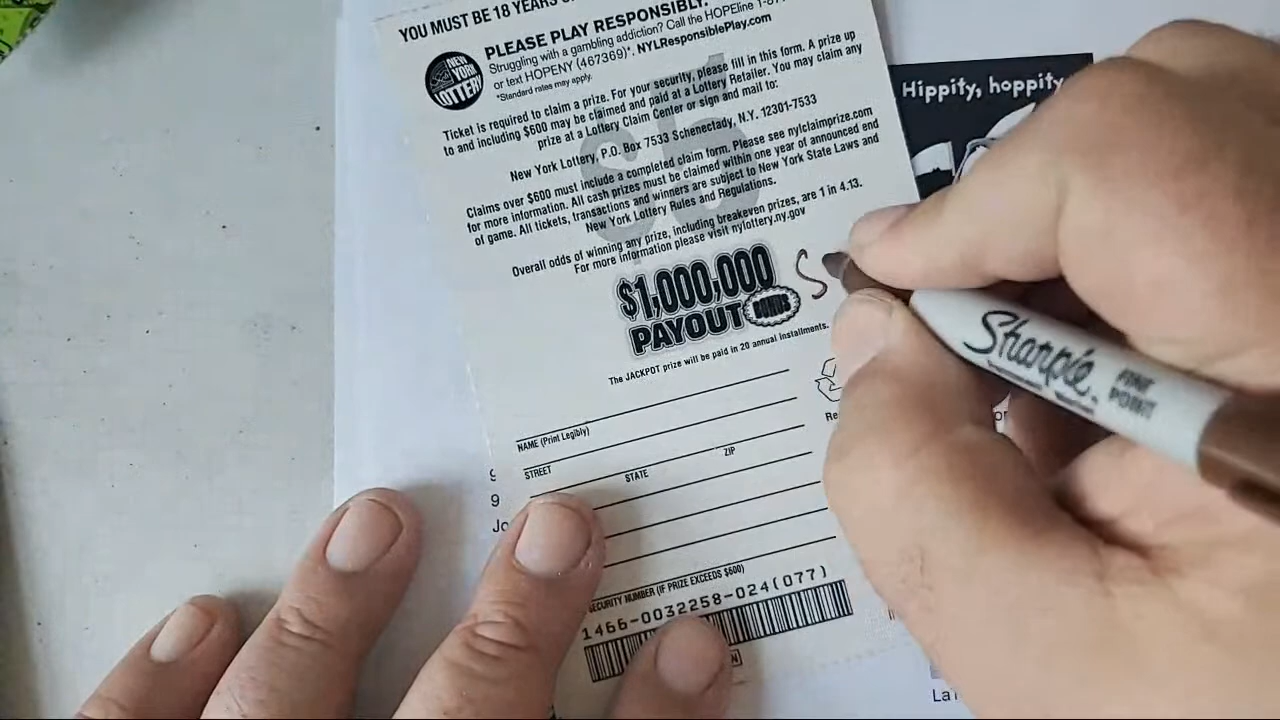 YOU MUST BE 18 YEARS
PLEASE PLAY RESPONSIBLY.
Struggling with a gambling addiction? Call the HOPEline
or text HOPENY (467369)*. NYLResponsiblePlay.com
*Standard rates may apply.
NEW
YORK
LOTTERY
$5
Ticket is required to claim a prize. For your security, please fill in this form. A prize up
to and including $600 may be claimed and paid at a Lottery Retailer. You may claim any
prize at a Lottery Claim Center or sign and mail to:
New York Lottery, P.O. Box 7533 Schenectady, N.Y. 12301-7533
Claims over $600 must include a completed claim form. Please see nylclaimprize.com
for more information. All cash prizes must be claimed within one year of announced end
of game. All tickets, transactions and winners are subject to New York State Laws and
New York Lottery Rules and Regulations.
Overall odds of winning any prize, including breakeven prizes, are 1 in 4.13.
For more information please visit nylottery.ny.gov
$1,000,000
PAYOUT BONUS
S
The JACKPOT prize will be paid in 20 annual installments.
NAME (Print Legibly)
STREET
STATE ZIP
SECURITY NUMBER (IF PRIZE EXCEEDS $600)
1466-0032258-024(077)
Hippity, hoppity
Sharpie
FINE
POINT
9
9
Jo
Re